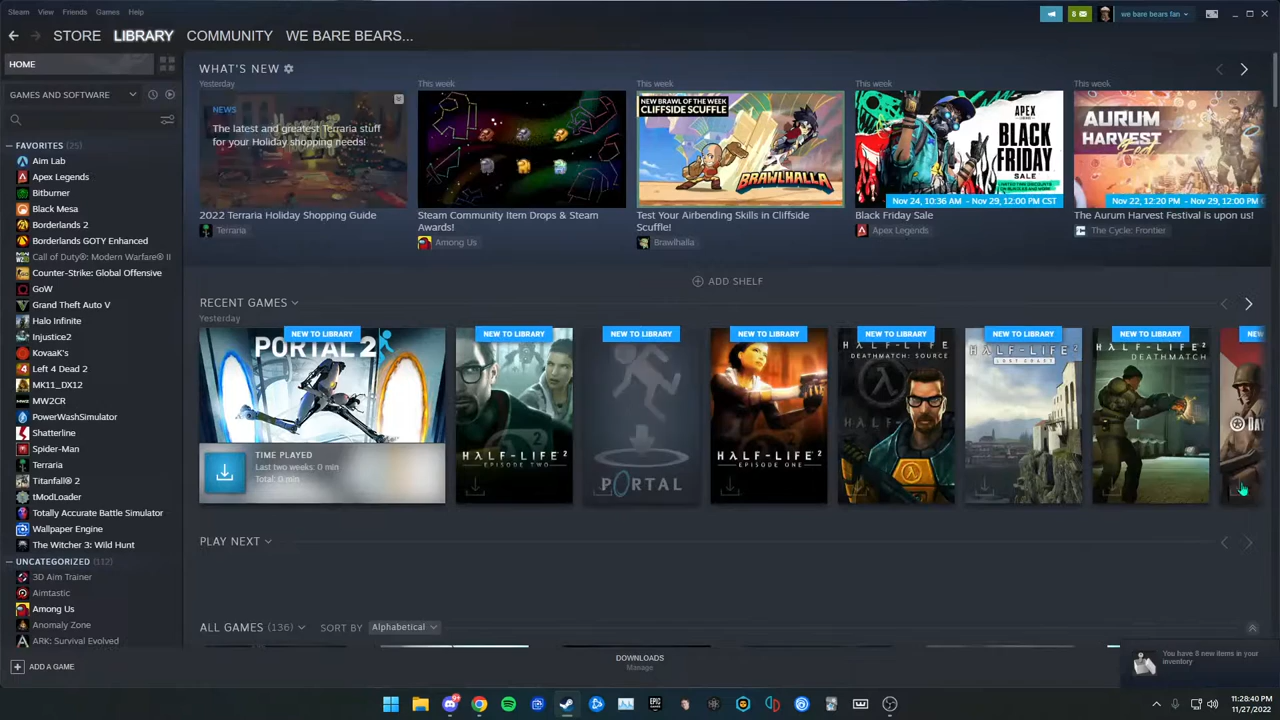 Steam View Friends Games Help
8 we bare bears fan
STORE LIBRARY COMMUNITY WE BARE BEARS...
HOME
GAMES AND SOFTWARE
FAVORITES (25)
Aim Lab
Apex Legends
Bitburner
Black Mesa
Borderlands 2
Borderlands GOTY Enhanced
Call of Duty®: Modern Warfare® II
Counter-Strike: Global Offensive
GoW
Grand Theft Auto V
Halo Infinite
Injustice2
KovaaK's
Left 4 Dead 2
MK11_DX12
MW2CR
PowerWashSimulator
Shatterline
Spider-Man
Terraria
Titanfall® 2
tModLoader
Totally Accurate Battle Simulator
Wallpaper Engine
The Witcher 3: Wild Hunt
UNCATEGORIZED (112)
3D Aim Trainer
Aimtastic
Among Us
Anomaly Zone
ARK: Survival Evolved
ADD A GAME
WHAT'S NEW
Yesterday
NEWS
The latest and greatest Terraria stuff
for your Holiday shopping needs!
2022 Terraria Holiday Shopping Guide
Terraria
This week
Steam Community Item Drops & Steam
Awards!
Among Us
This week
NEW BRAWL OF THE WEEK
CLIFFSIDE SCUFFLE
BRAWLHALLA
Test Your Airbending Skills in Cliffside
Scuffle!
Brawlhalla
This week
APEX
LEGENDS
BLACK
FRIDAY
SALE
Nov 24, 10:36 AM - Nov 29, 12:00 PM CST
Black Friday Sale
Apex Legends
This week
AURUM
HARVEST
Fest
Nov 22, 12:20 PM - Nov 29, 12:00 PM C
The Aurum Harvest Festival is upon us!
The Cycle: Frontier
ADD SHELF
RECENT GAMES
Yesterday
NEW TO LIBRARY
PORTAL 2
TIME PLAYED
Last two weeks: 0 min
Total: 0 min
NEW TO LIBRARY
HALF-LIFE 2
EPISODE TWO
NEW TO LIBRARY
PORTAL
NEW TO LIBRARY
HALF-LIFE 2
EPISODE ONE
NEW TO LIBRARY
HALF-LIFE
DEATHMATCH: SOURCE
NEW TO LIBRARY
HALF-LIFE 2
LOST COAST
NEW TO LIBRARY
HALF-LIFE 2
DEATHMATCH
NEW
DAY
PLAY NEXT
ALL GAMES (136) SORT BY Alphabetical
DOWNLOADS
Manage
You have 8 new items in your
inventory
11:28:40 PM
11/27/2022